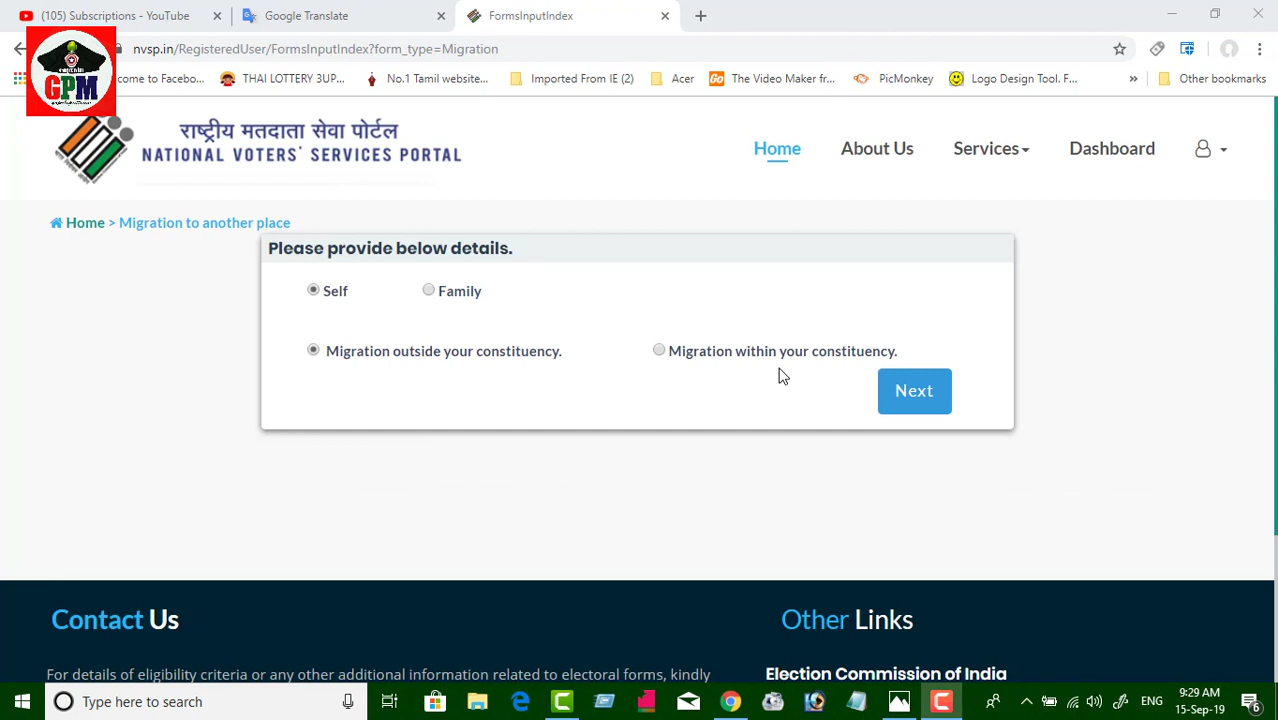 (105) Subscriptions - YouTube
Google Translate
FormsInputIndex
nvsp.in/RegisteredUser/FormsInputIndex?form_type=Migration
GPM
come to Facebo...
THAI LOTTERY 3UP...
No.1 Tamil website...
Imported From IE (2)
Acer
Go
The Video Maker fr...
PicMonkey
Logo Design Tool. F...
»
Other bookmarks
राष्ट्रीय मतदाता सेवा पोर्टल
NATIONAL VOTERS' SERVICES PORTAL
Home
About Us
Services
Dashboard
Home > Migration to another place
Please provide below details.
Self
Family
Migration outside your constituency.
Migration within your constituency.
Next
Contact Us
Other Links
For details of eligibility criteria or any other additional information related to electoral forms, kindly
Election Commission of India
Type here to search
ENG
9:29 AM
15-Sep-19
6